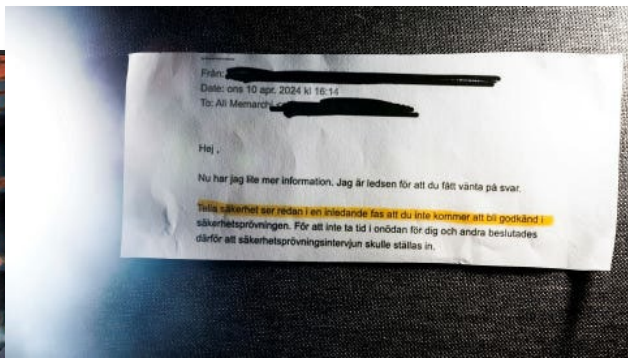 Från:
Date: ons 10 apr. 2024 kl 16:14
To: Ali Memarchi
Hej ,
Nu har jag lite mer information. Jag är ledsen för att du fått vänta på svar.
Telia säkerhet ser redan i en inledande fas att du inte kommer att bli godkänd i
säkerhetsprövningen. För att inte ta tid i onödan för dig och andra beslutades
därför att säkerhetsprövningsintervjun skulle ställas in.